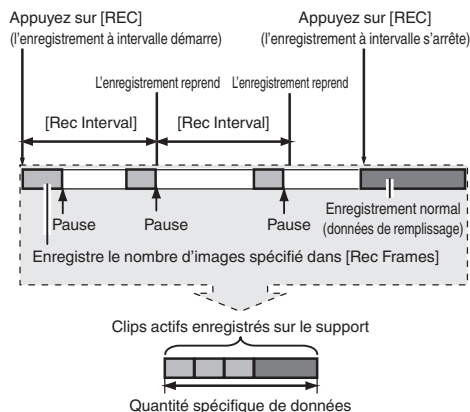 Appuyez sur [REC]
(l'enregistrement à intervalle démarre)
Appuyez sur [REC]
(l'enregistrement à intervalle s'arrête)
L'enregistrement reprend
L'enregistrement reprend
[Rec Interval]
[Rec Interval]
Pause
Pause
Pause
Enregistrement normal
(données de remplissage)
Enregistre le nombre d'images spécifié dans [Rec Frames]
Clips actifs enregistrés sur le support
Quantité spécifique de données